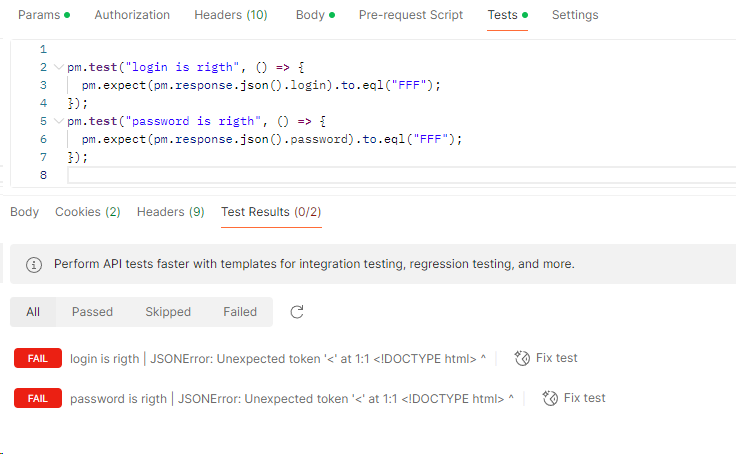 Params Authorization Headers (10) Body Pre-request Script Tests Settings
1
2 pm.test("login is rigth", () => {
3 pm.expect(pm.response.json().login).to.eql("FFF");
4 });
5 pm.test("password is rigth", () => {
6 pm.expect(pm.response.json().password).to.eql("FFF");
7 });
8
Body Cookies (2) Headers (9) Test Results (0/2)
Perform API tests faster with templates for integration testing, regression testing, and more.
All Passed Skipped Failed
FAIL login is rigth | JSONError: Unexpected token '<' at 1:1 <!DOCTYPE html> ^ Fix test
FAIL password is rigth | JSONError: Unexpected token '<' at 1:1 <!DOCTYPE html> ^ Fix test